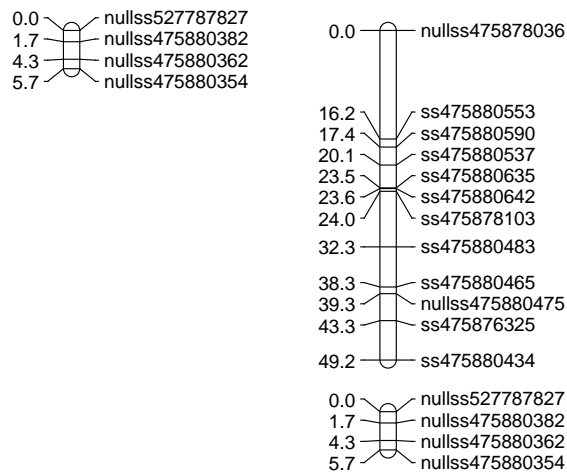 0.0 nullss527787827
1.7 nullss475880382
4.3 nullss475880362
5.7 nullss475880354
0.0 nullss475878036
16.2 ss475880553
17.4 ss475880590
20.1 ss475880537
23.5 ss475880635
23.6 ss475880642
24.0 ss475878103
32.3 ss475880483
38.3 ss475880465
39.3 nullss475880475
43.3 ss475876325
49.2 ss475880434
0.0 nullss527787827
1.7 nullss475880382
4.3 nullss475880362
5.7 nullss475880354